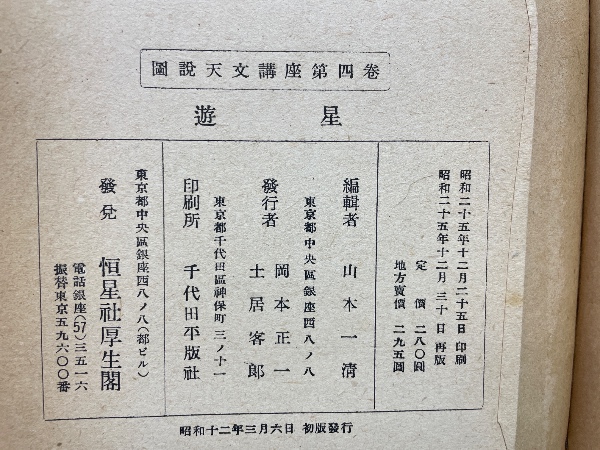 圖說天文講座第四卷
遊星
昭和二十五年十二月二十五日 印刷
昭和二十五年十二月三十日 再版
定價 二八〇圓
地方賣價 二九五圓
編輯者 山本一清
東京都中央區銀座西八ノ八
發行者 岡本正一
土居客郎
東京都千代田區神保町三ノ十一
印刷所 千代田平版社
東京都中央區銀座西八ノ八(都ビル)
發兌 恒星社厚生閣
電話銀座(57)三五一六
振替東京五九六〇〇番
昭和十二年三月六日 初版發行